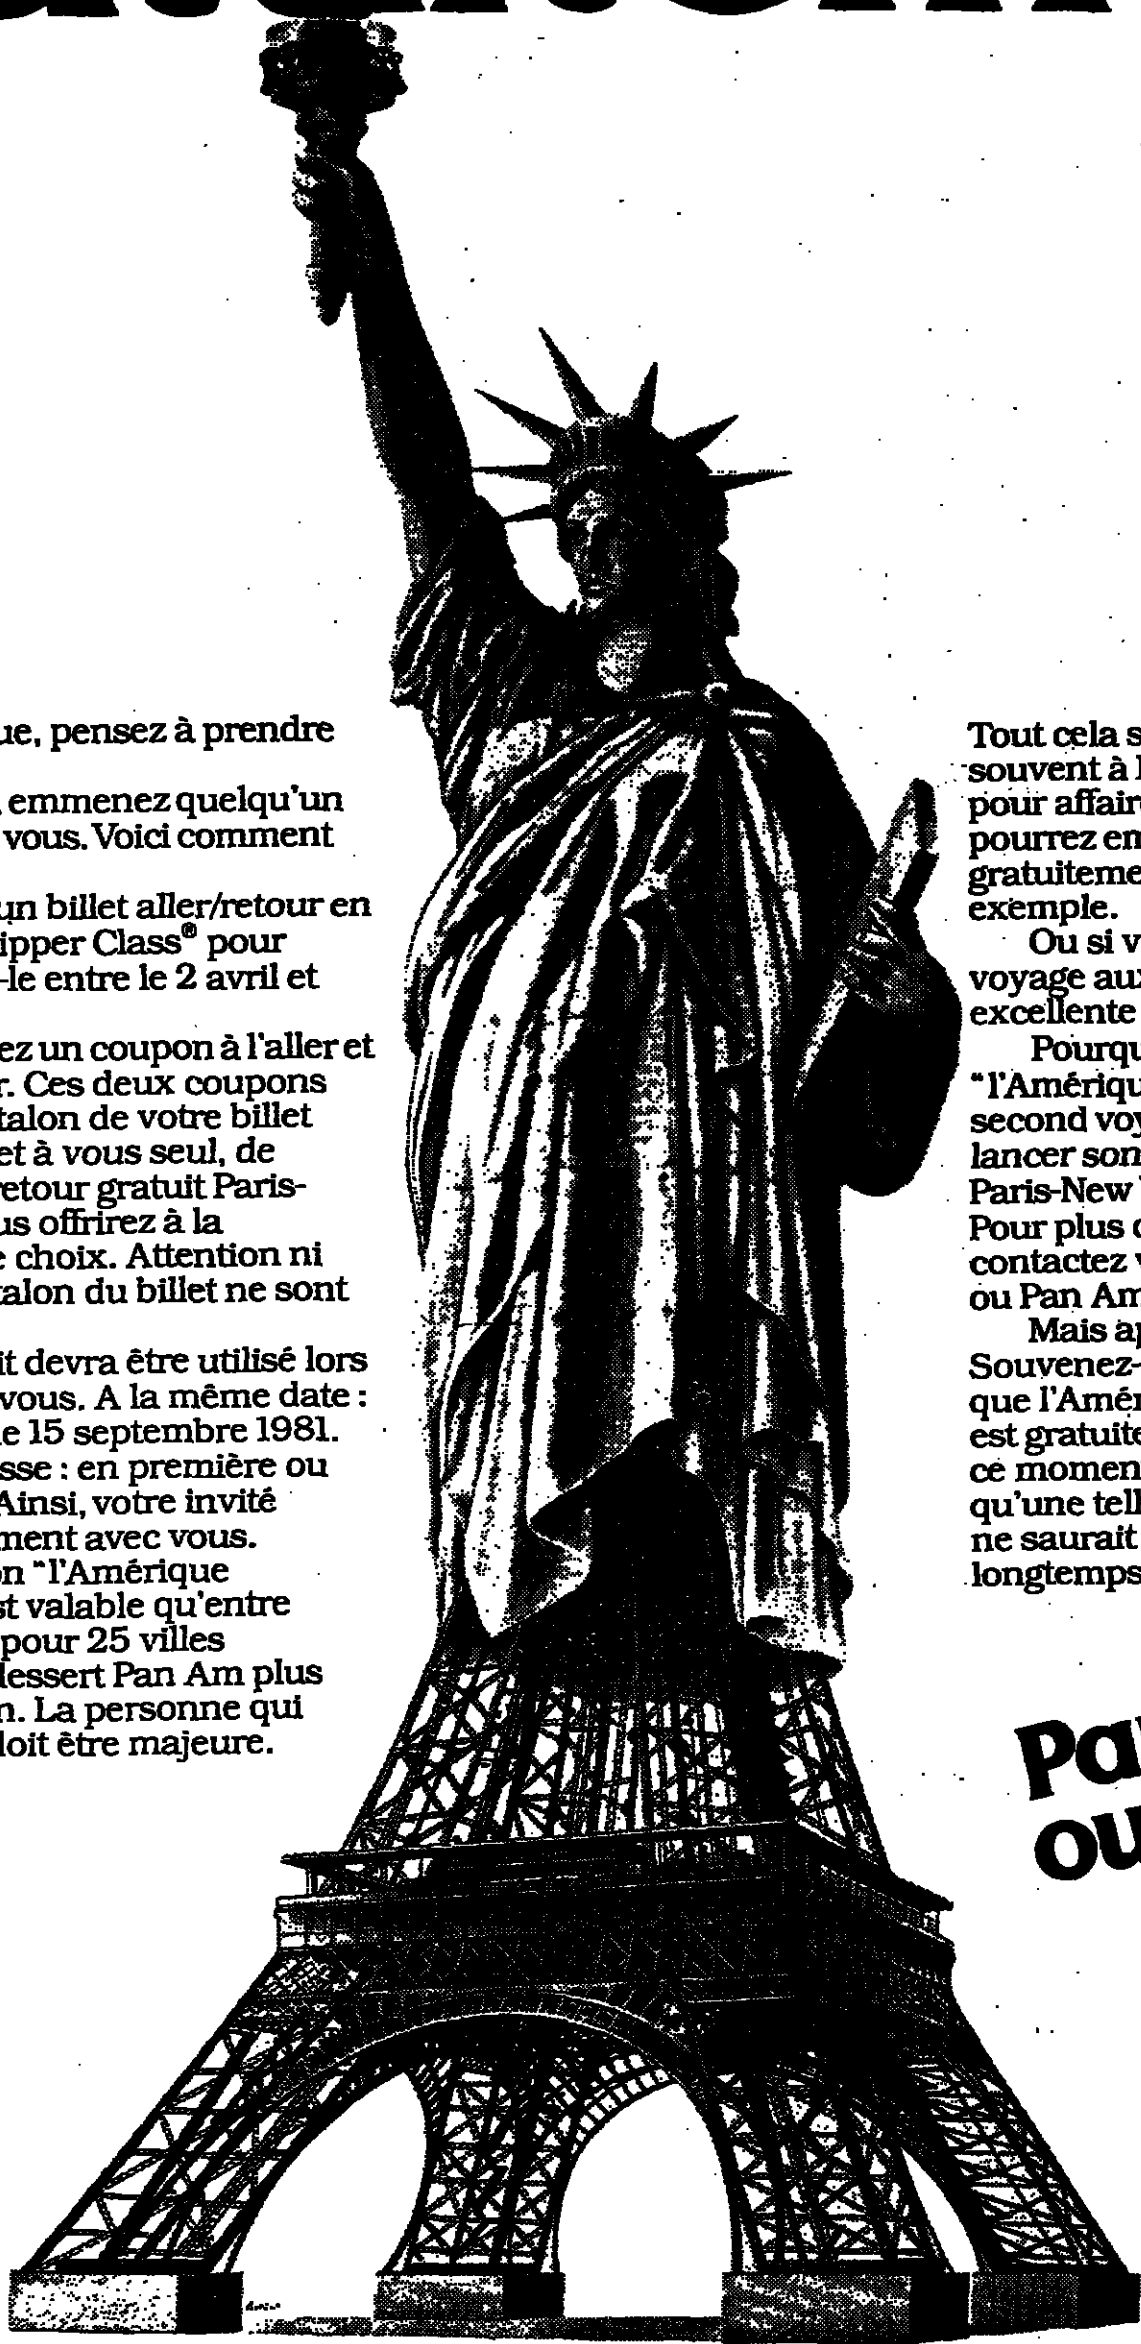 ue, pensez à prendre
emmenez quelqu'un
vous. Voici comment
un billet aller/retour en
ipper Class® pour
-le entre le 2 avril et
ez un coupon à l'aller et
r. Ces deux coupons
talon de votre billet
et à vous seul, de
retour gratuit Paris-
us offrirez à la
e choix. Attention ni
talon du billet ne sont
it devra être utilisé lors
vous. A la même date :
le 15 septembre 1981.
sse : en première ou
Ainsi, votre invité
ment avec vous.
on "l'Amérique
st valable qu'entre
pour 25 villes
dessert Pan Am plus
n. La personne qui
doit être majeure.
Tout cela s
souvent à l
pour affair
pourrez em
gratuiteme
exemple.
Ou si v
voyage aux
excellente
Pourqu
"l'Amériqu
second voy
lancer son
Paris-New
Pour plus d
contactez v
ou Pan Am
Mais ap
Souvenez-
que l'Amér
est gratuite
ce momen
qu'une tell
ne saurait
longtemps
Pa
ou